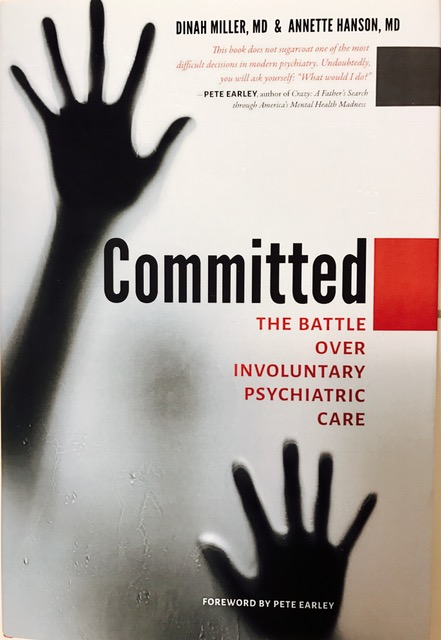 DINAH MILLER, MD & ANNETTE HANSON, MD
This book does not sugarcoat one of the most
difficult decisions in modern psychiatry. Undoubtedly,
you will ask yourself: "What would I do?"
—PETE EARLEY, author of Crazy: A Father's Search
through America's Mental Health Madness
Committed
THE BATTLE
OVER
INVOLUNTARY
PSYCHIATRIC
CARE
FOREWORD BY PETE EARLEY